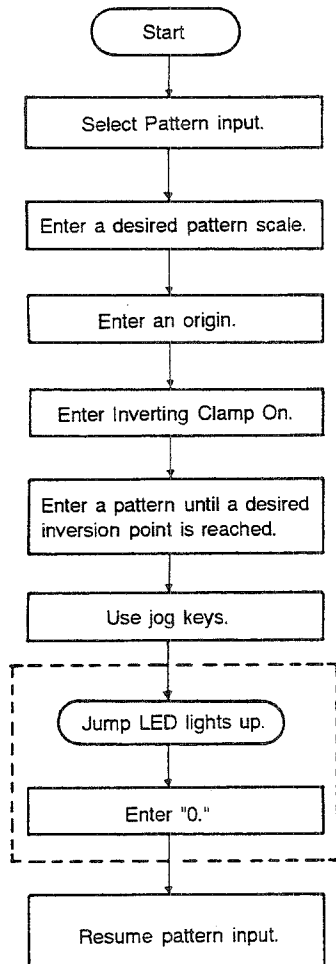 Start
Select Pattern input.
Enter a desired pattern scale.
Enter an origin.
Enter Inverting Clamp On.
Enter a pattern until a desired
inversion point is reached.
Use jog keys.
Jump LED lights up.
Enter "0."
Resume pattern input.